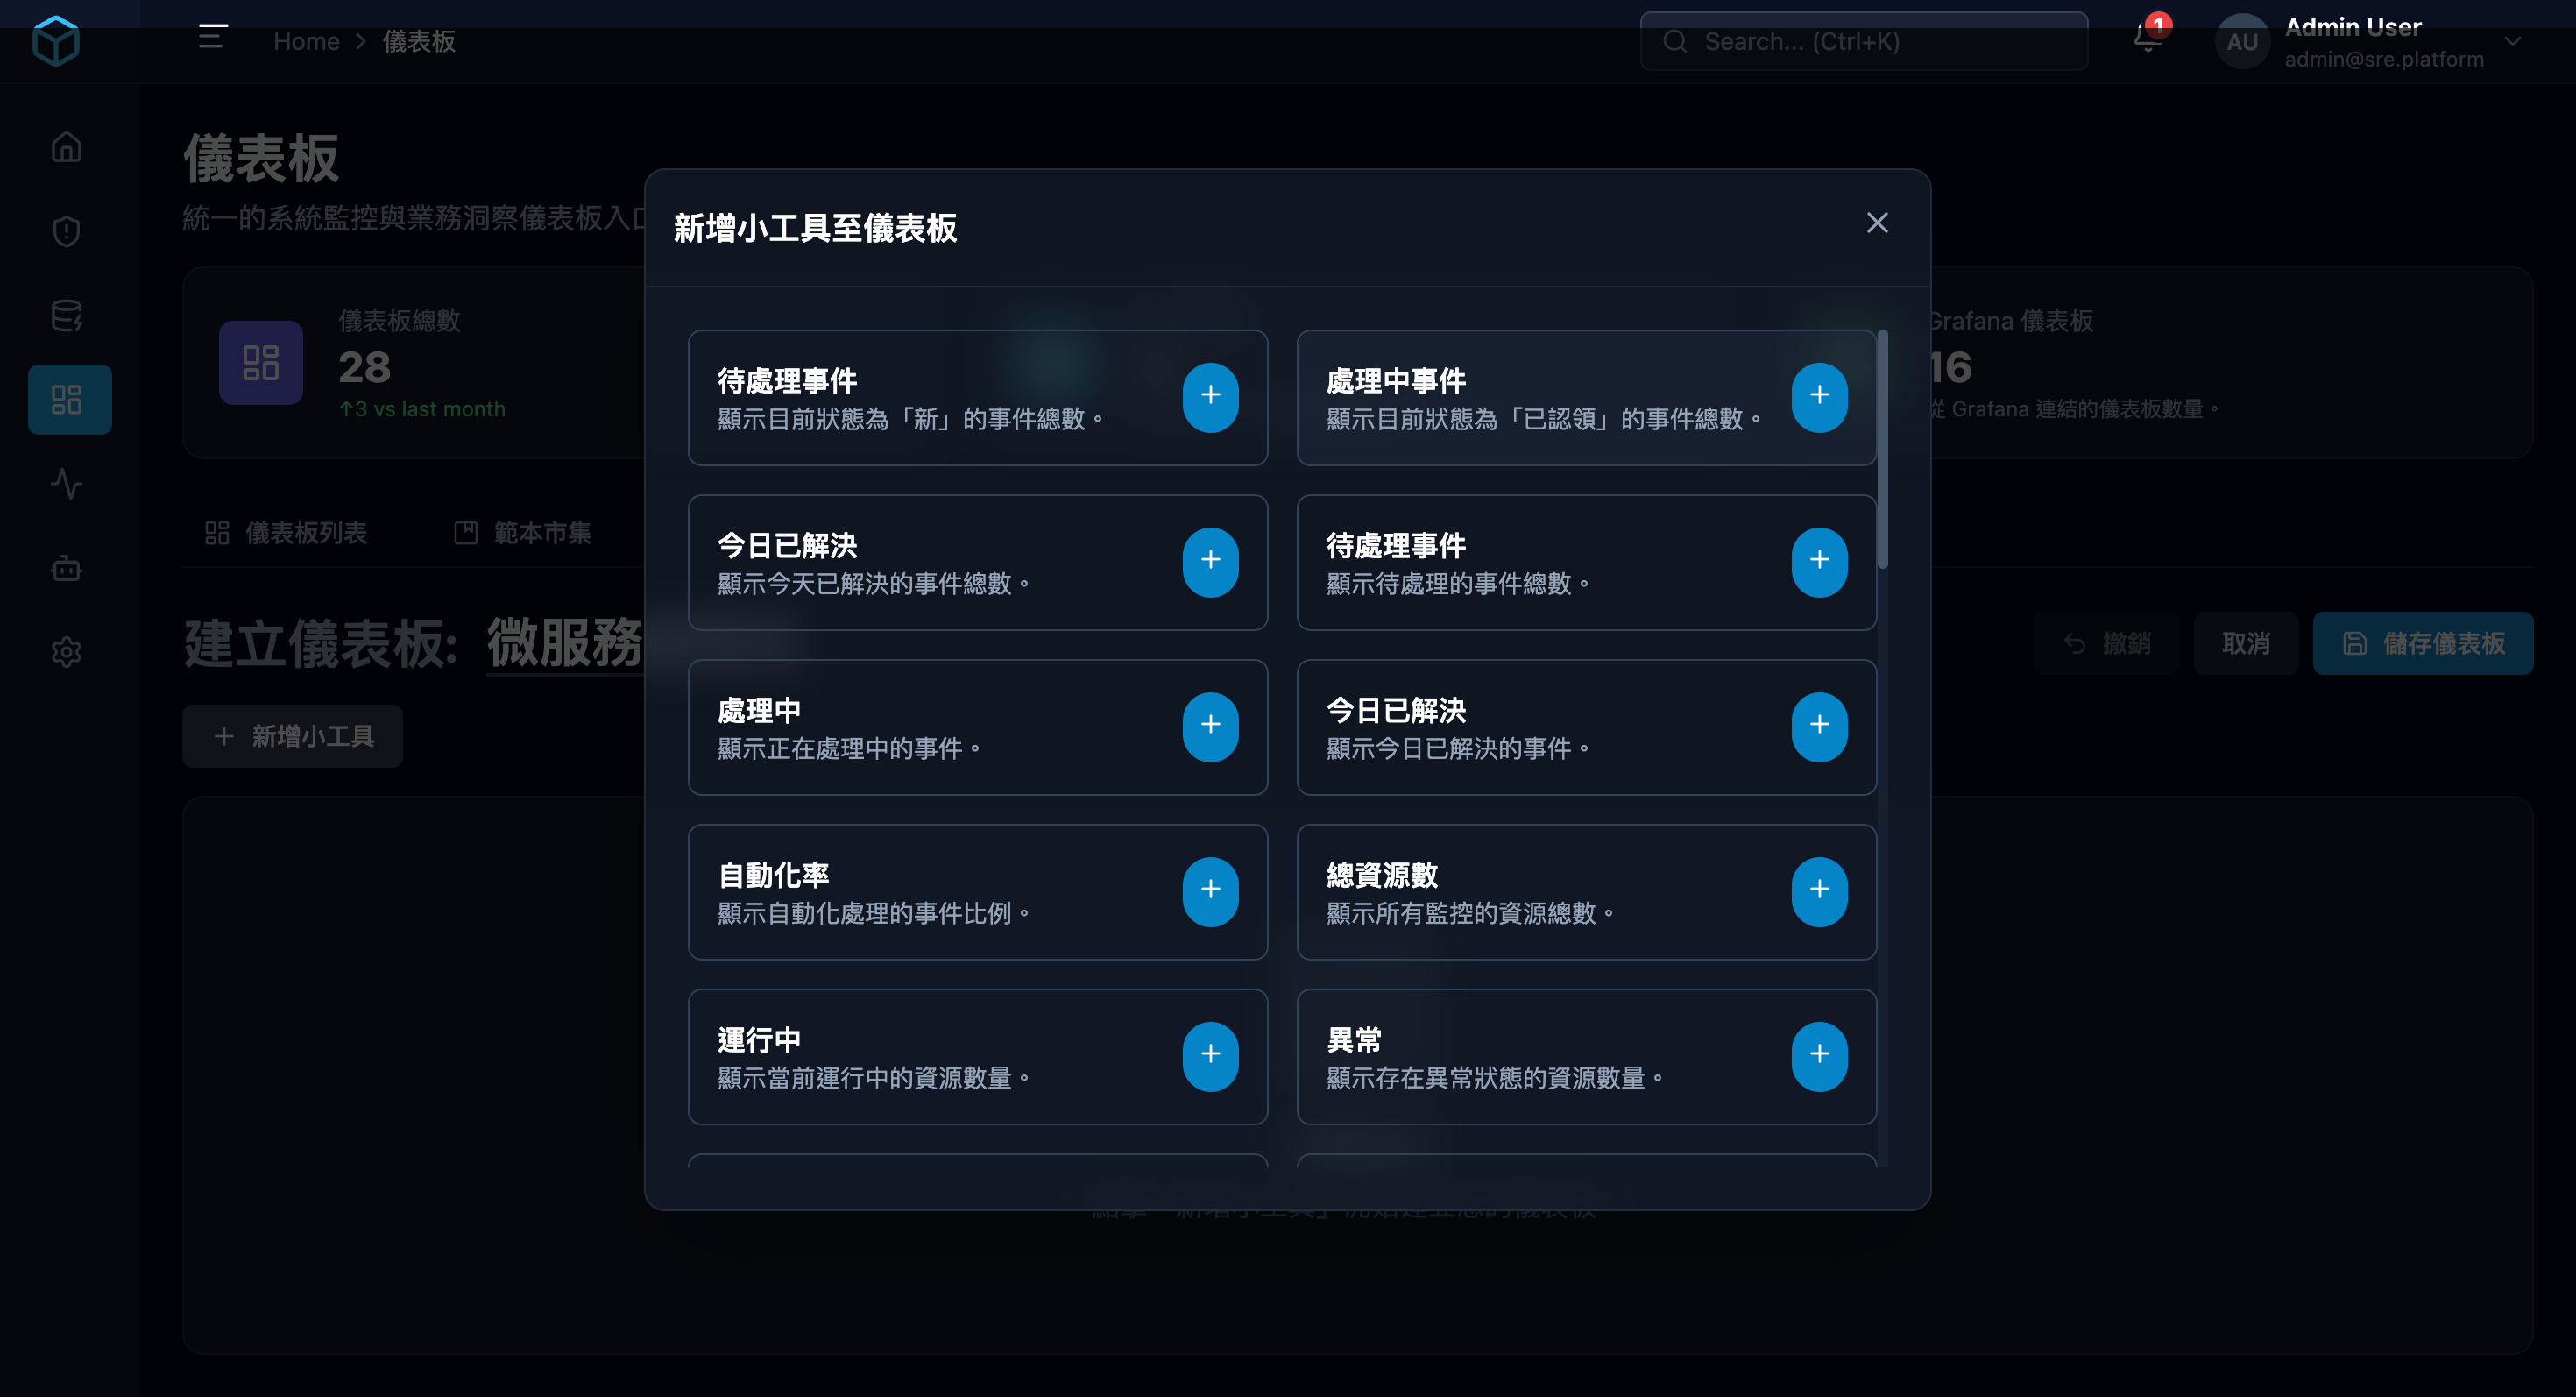 Home > 儀表板
Search... (Ctrl+K)
1
AU
Admin User
admin@sre.platform
儀表板
統一的系統監控與業務洞察儀表板入口
儀表板總數
28
↑3 vs last month
Grafana 儀表板
16
從 Grafana 連結的儀表板數量。
儀表板列表
範本市集
建立儀表板: 微服務
撤銷
取消
儲存儀表板
+ 新增小工具
新增小工具至儀表板
待處理事件
顯示目前狀態為「新」的事件總數。
處理中事件
顯示目前狀態為「已認領」的事件總數。
今日已解決
顯示今天已解決的事件總數。
待處理事件
顯示待處理的事件總數。
處理中
顯示正在處理中的事件。
今日已解決
顯示今日已解決的事件。
自動化率
顯示自動化處理的事件比例。
總資源數
顯示所有監控的資源總數。
運行中
顯示當前運行中的資源數量。
異常
顯示存在異常狀態的資源數量。